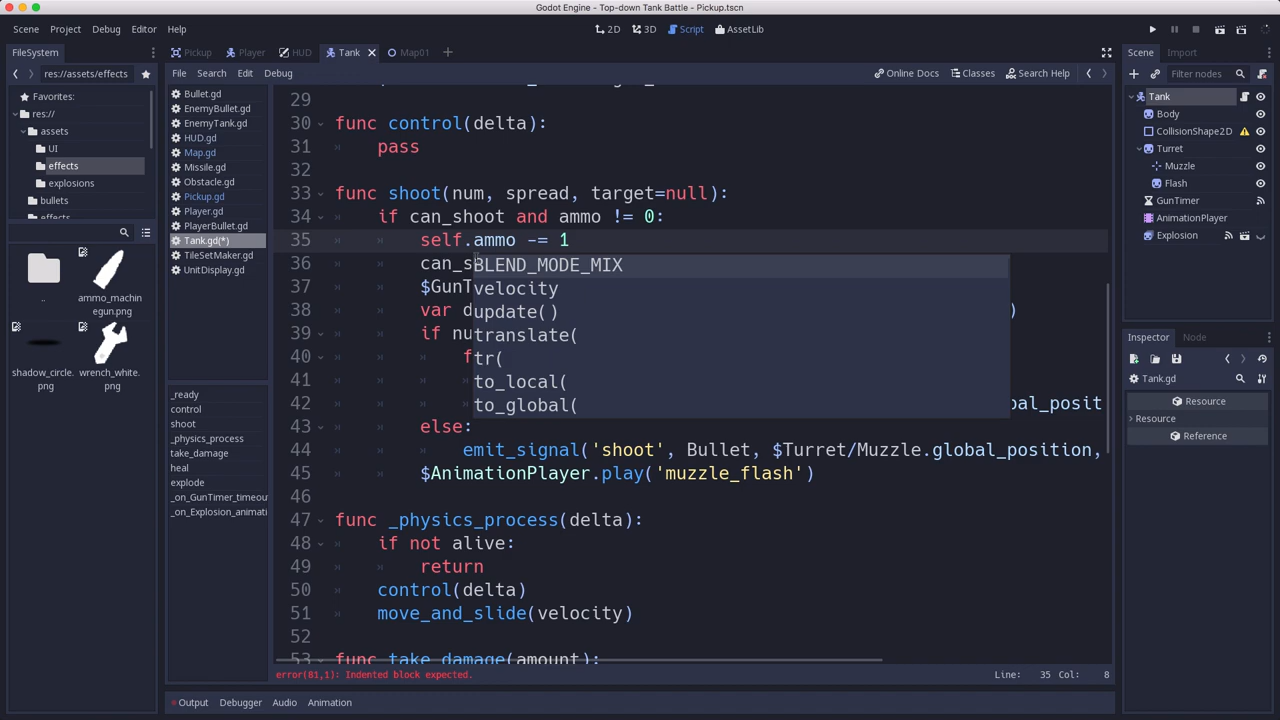 Godot Engine - Top-down Tank Battle - Pickup.tscn
Scene Project Debug Editor Help
2D 3D Script AssetLib
FileSystem
Pickup Player HUD Tank Map01
Scene Import
res://assets/effects
File Search Edit Debug
Online Docs Classes Search Help
Filter nodes
Favorites:
res://
assets
UI
effects
explosions
bullets
effects
..
ammo_machi
negun.png
shadow_circle.
png
wrench_white.
png
Bullet.gd
EnemyBullet.gd
EnemyTank.gd
HUD.gd
Map.gd
Missile.gd
Obstacle.gd
Pickup.gd
Player.gd
PlayerBullet.gd
Tank.gd(*)
TileSetMaker.gd
UnitDisplay.gd
_ready
control
shoot
_physics_process
take_damage
heal
explode
_on_GunTimer_timeou
_on_Explosion_animati
29
30 func control(delta):
31 pass
32
33 func shoot(num, spread, target=null):
34 if can_shoot and ammo != 0:
35 self.ammo -= 1
36 can_s
37 $GunT
38 var d )
39 if nu
40 f
41
42 bal_posit
43 else:
44 emit_signal('shoot', Bullet, $Turret/Muzzle.global_position,
45 $AnimationPlayer.play('muzzle_flash')
46
47 func _physics_process(delta):
48 if not alive:
49 return
50 control(delta)
51 move_and_slide(velocity)
52
53 func take_damage(amount):
BLEND_MODE_MIX
velocity
update()
translate(
tr(
to_local(
to_global(
error(81,1): Indented block expected.
Line: 35 Col: 8
Output Debugger Audio Animation
Tank
Body
CollisionShape2D
Turret
Muzzle
Flash
GunTimer
AnimationPlayer
Explosion
Inspector Node
Tank.gd
Resource
Resource
Reference